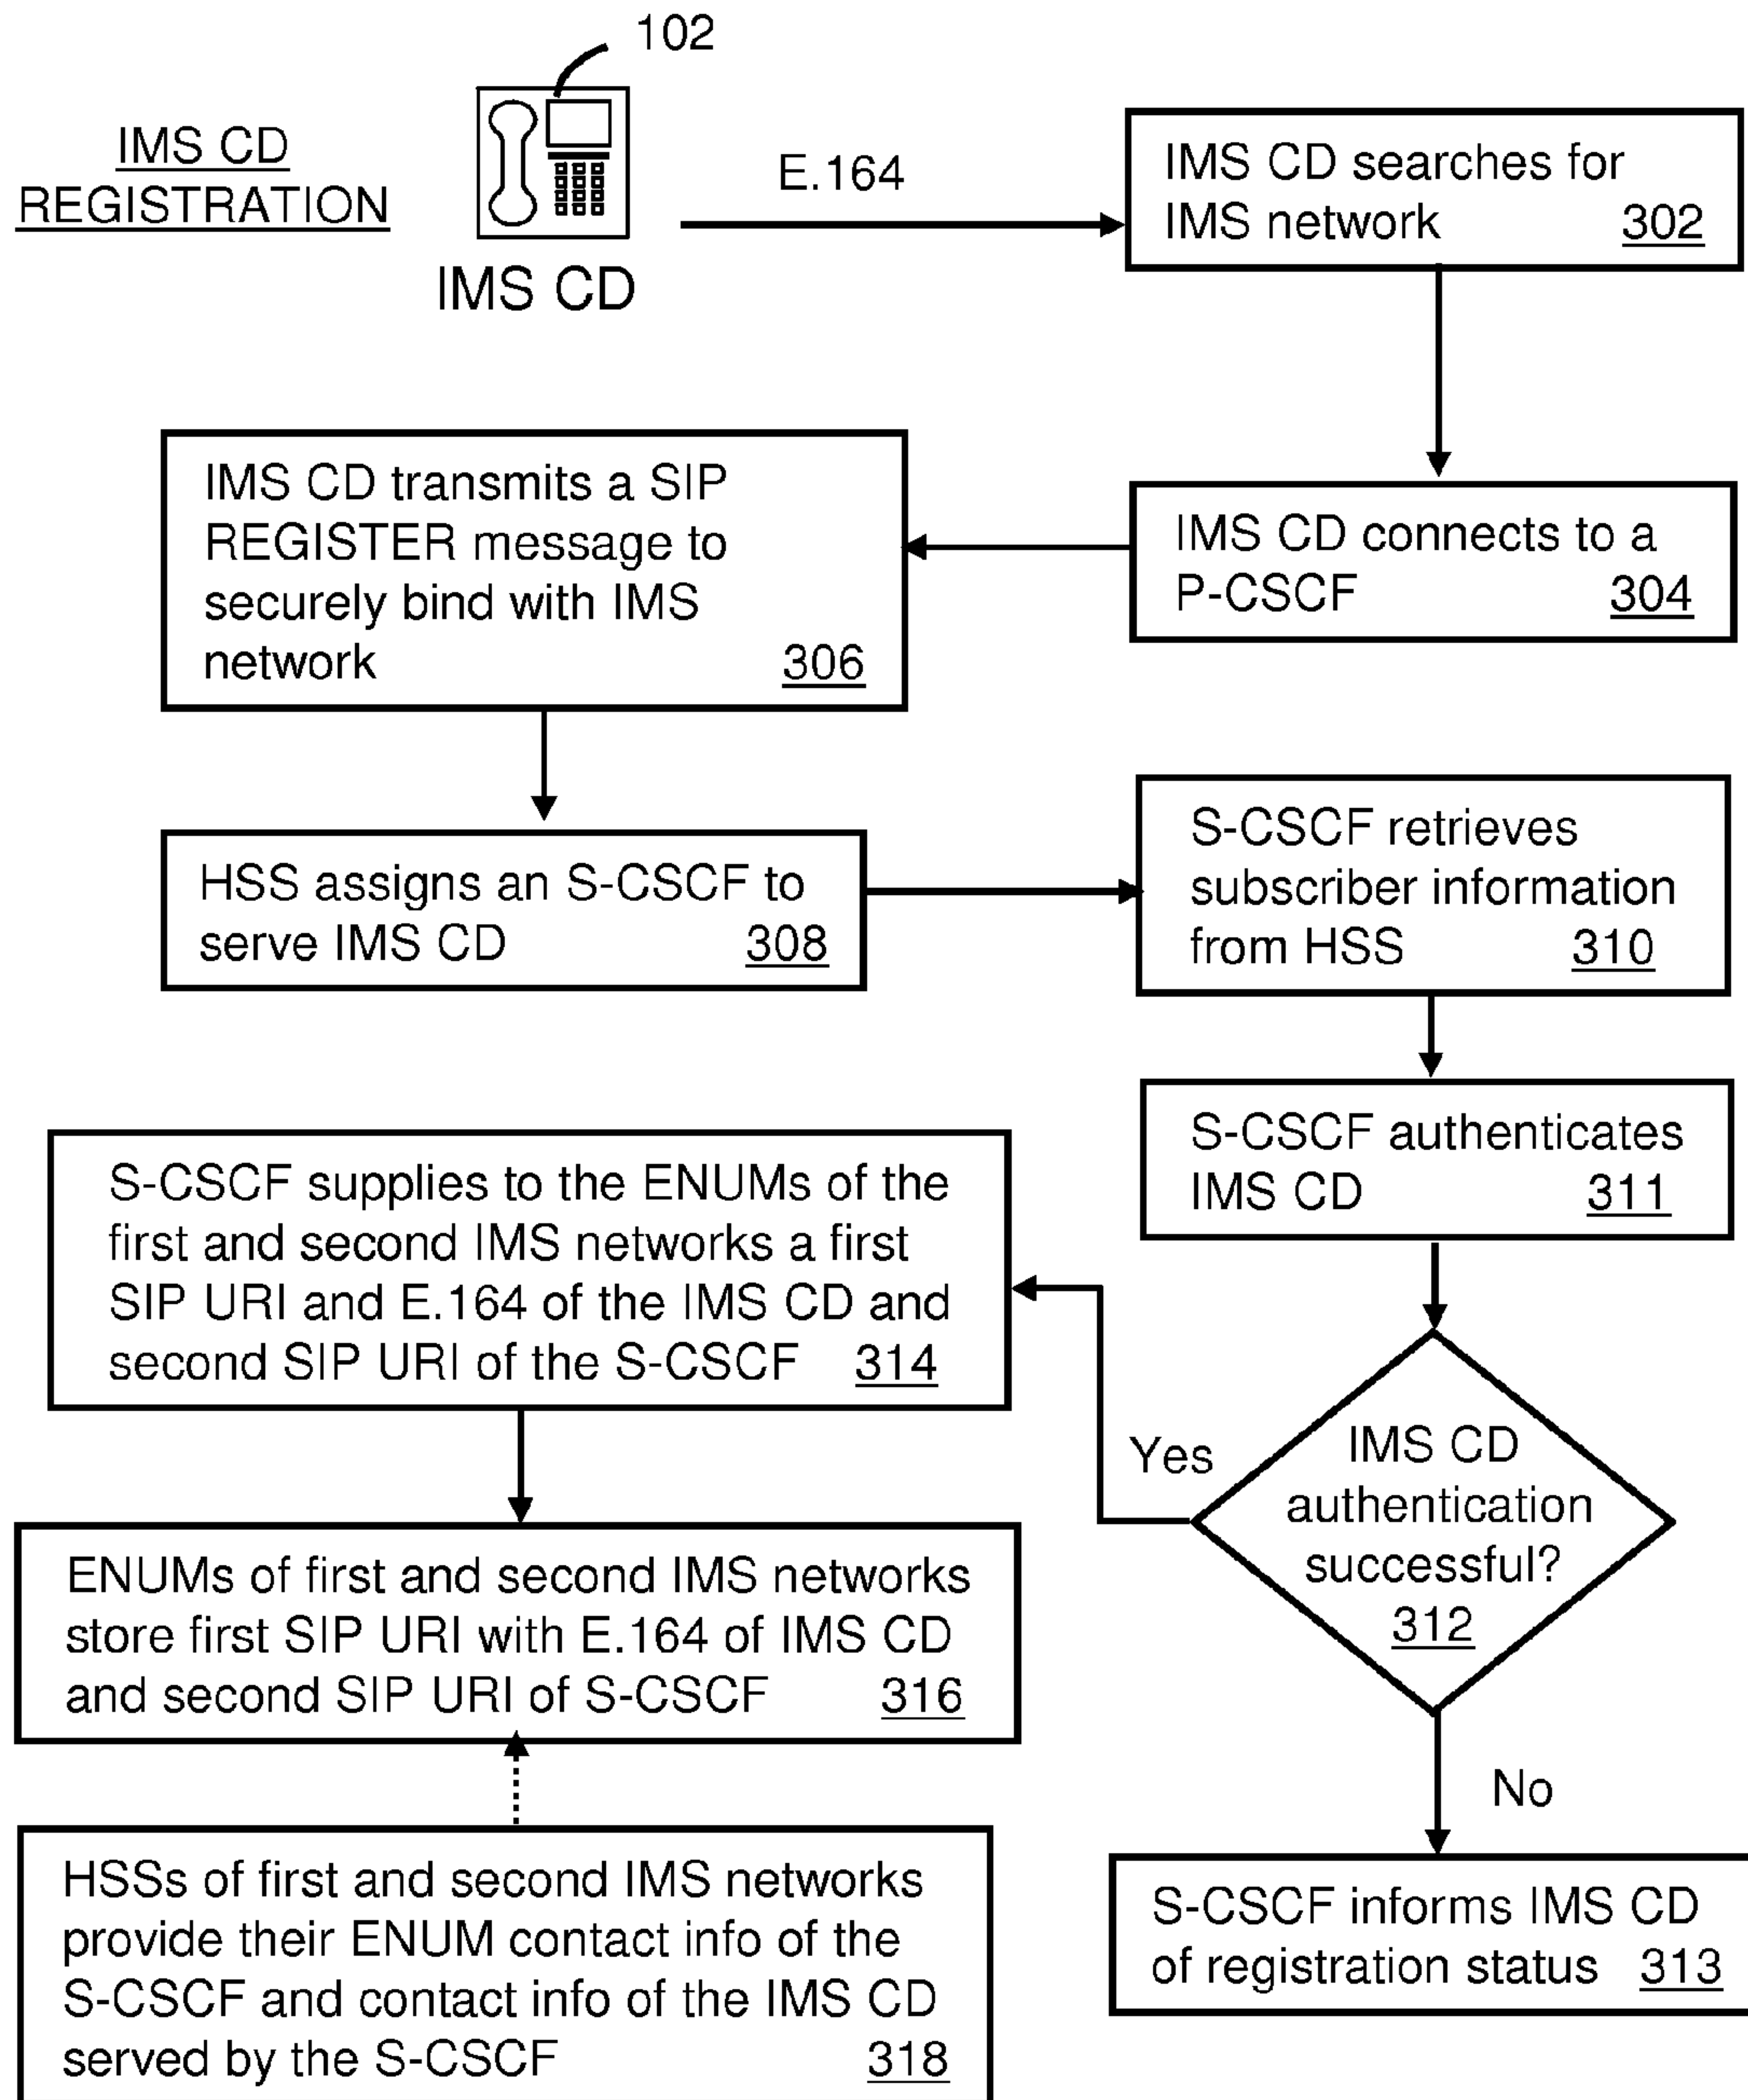 102
IMS CD
REGISTRATION
IMS CD
E.164
IMS CD searches for
IMS network 302
IMS CD connects to a
P-CSCF 304
IMS CD transmits a SIP
REGISTER message to
securely bind with IMS
network 306
HSS assigns an S-CSCF to
serve IMS CD 308
S-CSCF retrieves
subscriber information
from HSS 310
S-CSCF authenticates
IMS CD 311
IMS CD
authentication
successful?
312
Yes
No
S-CSCF informs IMS CD
of registration status 313
S-CSCF supplies to the ENUMs of the
first and second IMS networks a first
SIP URI and E.164 of the IMS CD and
second SIP URI of the S-CSCF 314
ENUMs of first and second IMS networks
store first SIP URI with E.164 of IMS CD
and second SIP URI of S-CSCF 316
HSSs of first and second IMS networks
provide their ENUM contact info of the
S-CSCF and contact info of the IMS CD
served by the S-CSCF 318